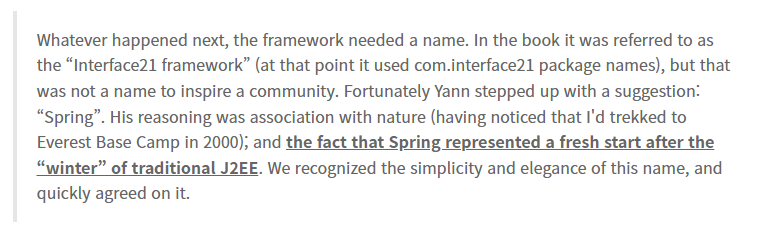 Whatever happened next, the framework needed a name. In the book it was referred to as
the “Interface21 framework” (at that point it used com.interface21 package names), but that
was not a name to inspire a community. Fortunately Yann stepped up with a suggestion:
“Spring”. His reasoning was association with nature (having noticed that I'd trekked to
Everest Base Camp in 2000); and the fact that Spring represented a fresh start after the
“winter” of traditional J2EE. We recognized the simplicity and elegance of this name, and
quickly agreed on it.